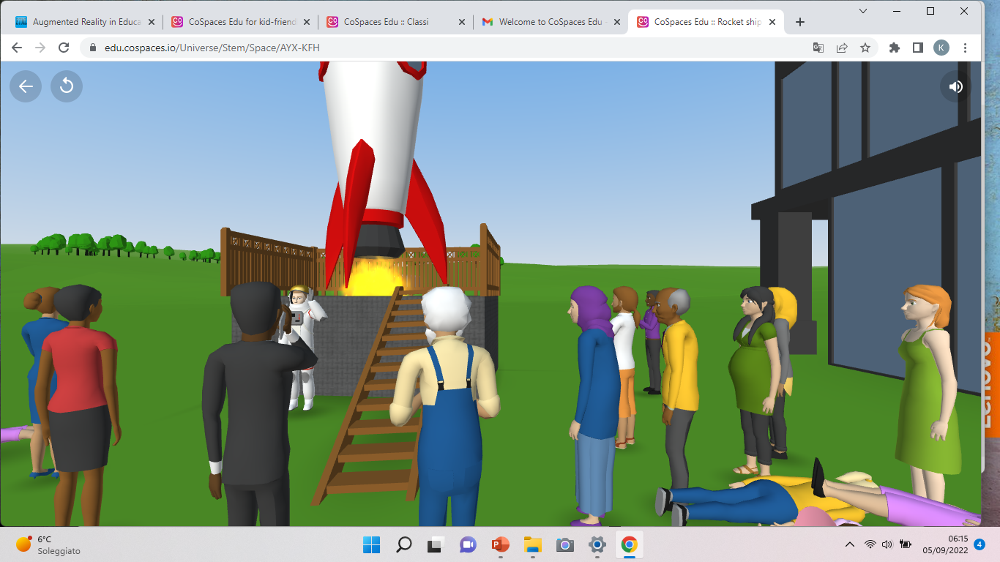 Augmented Reality in Educa
CoSpaces Edu for kid-friend
CoSpaces Edu :: Classi
Welcome to CoSpaces Edu
CoSpaces Edu :: Rocket ship
edu.cospaces.io/Universe/Stem/Space/AYX-KFH
K
Lenovo
6°C
Soleggiato
06:15
05/09/2022
4